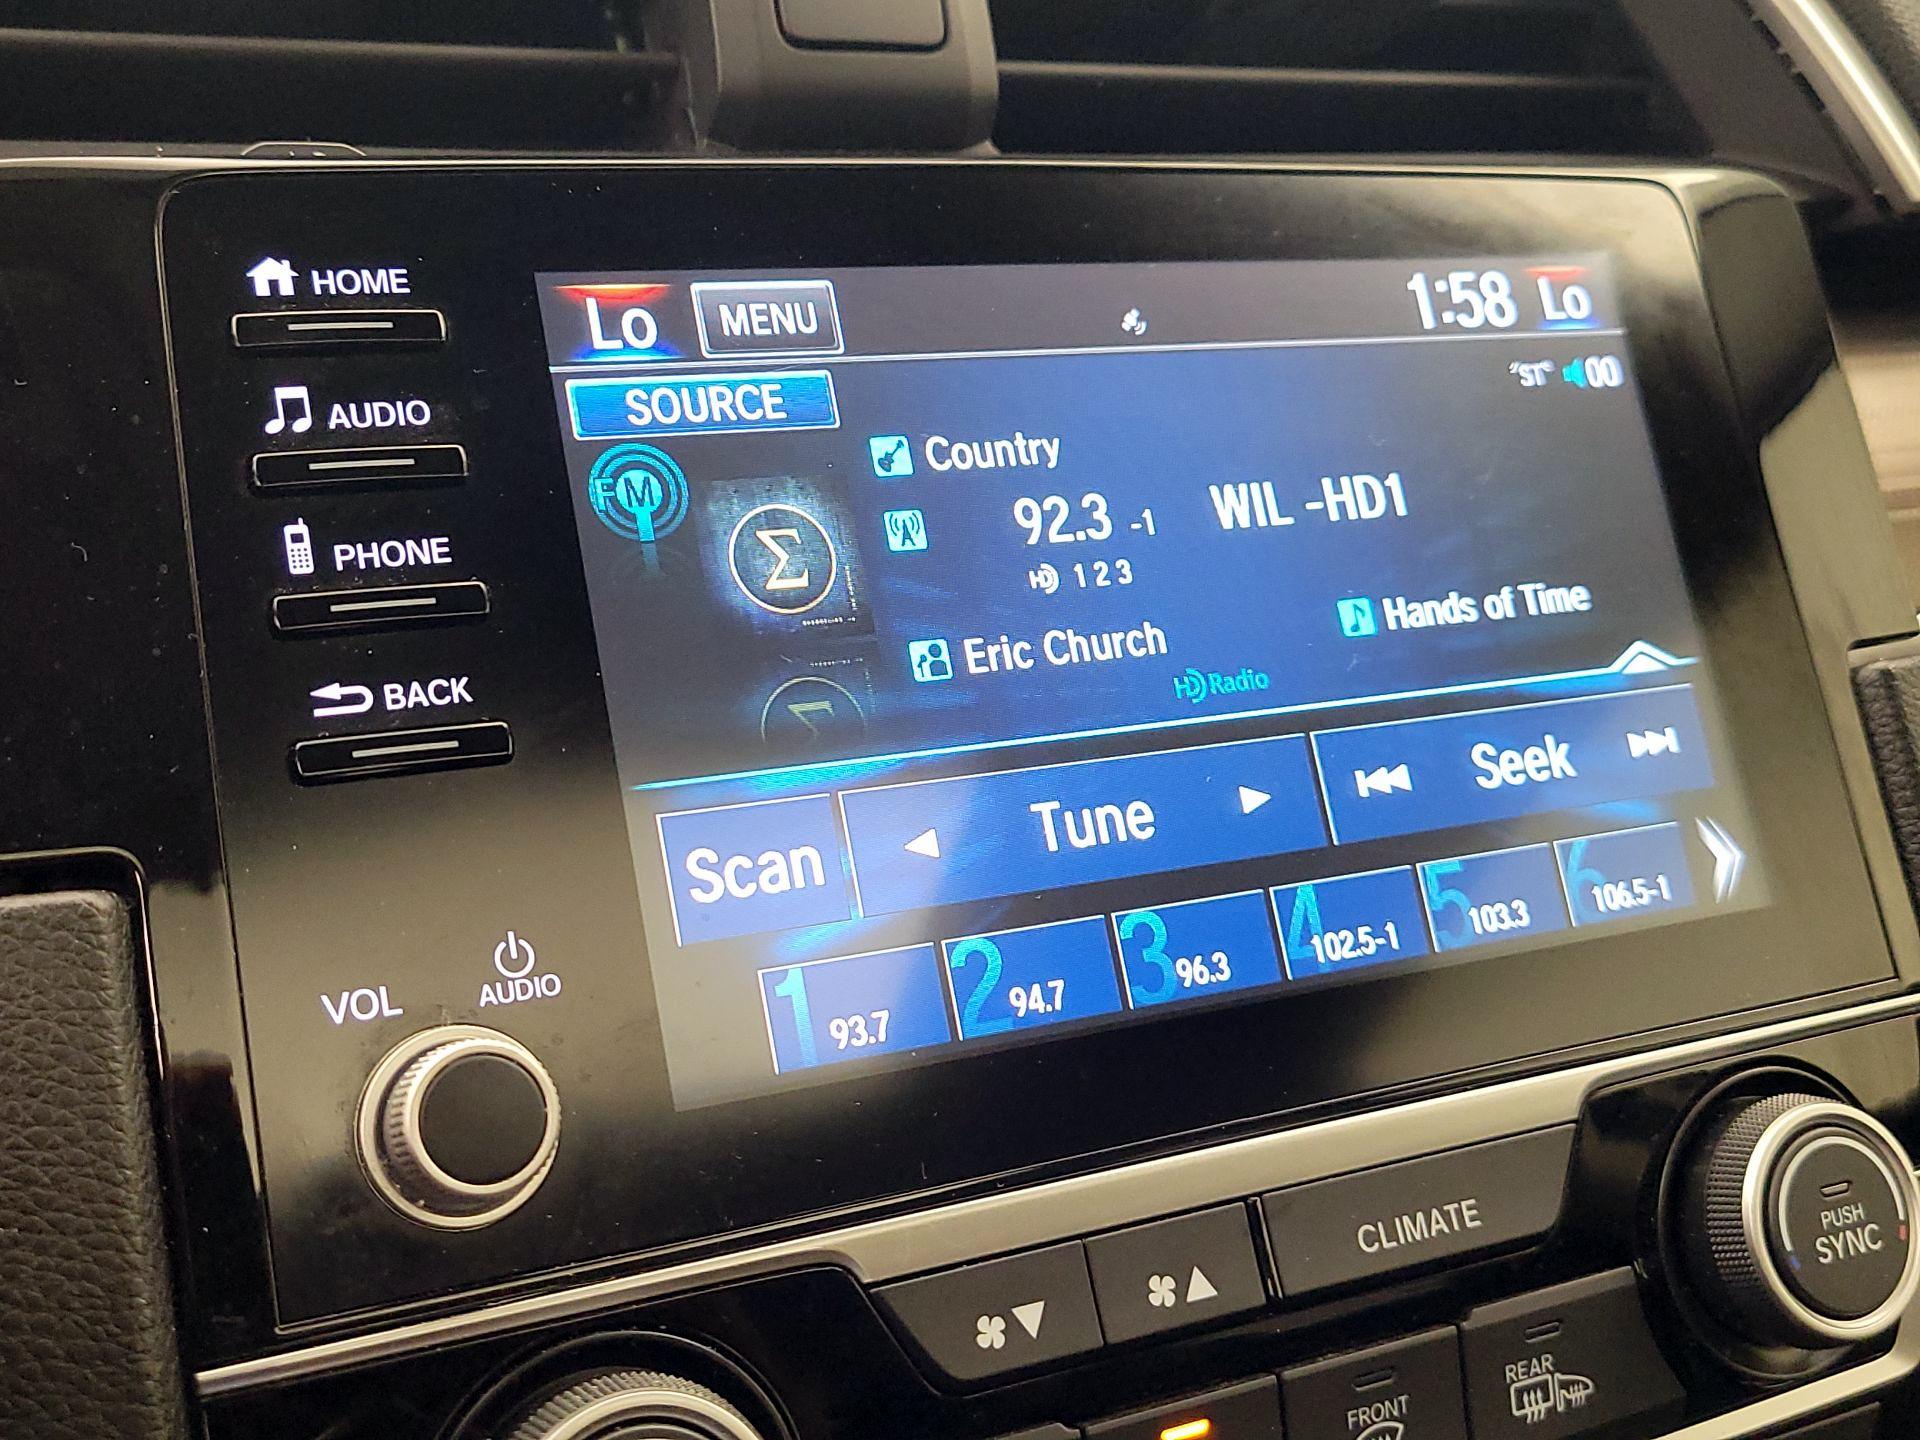 HOME
AUDIO
PHONE
BACK
VOL
AUDIO
Lo MENU 1:58 Lo
"ST" 00
SOURCE
FM
Σ
Country
92.3 -1 WIL -HD1
HD 1 2 3
Eric Church Hands of Time
HD Radio
Scan Tune Seek
1 93.7 2 94.7 3 96.3 4 102.5-1 5 103.3 6 106.5-1
CLIMATE
PUSH
SYNC
FRONT
REAR